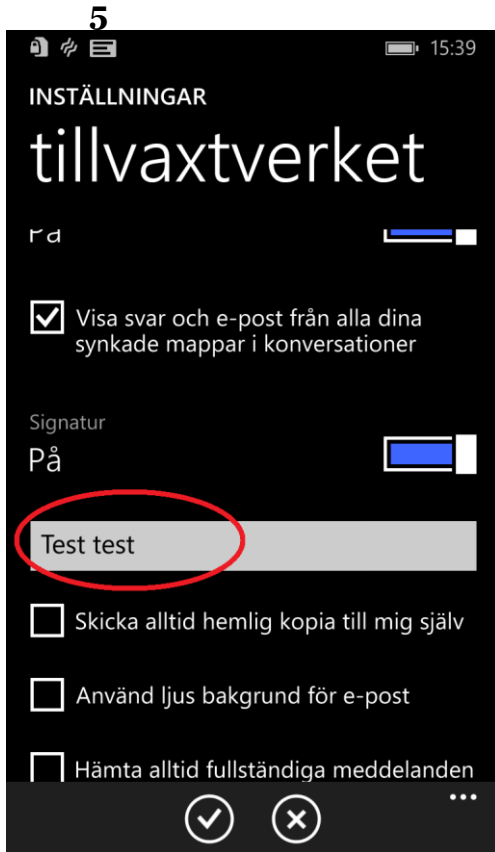 5
15:39
INSTÄLLNINGAR
tillvaxtverket
På
Visa svar och e-post från alla dina
synkade mappar i konversationer
Signatur
På
Test test
Skicka alltid hemlig kopia till mig själv
Använd ljus bakgrund för e-post
Hämta alltid fullständiga meddelanden